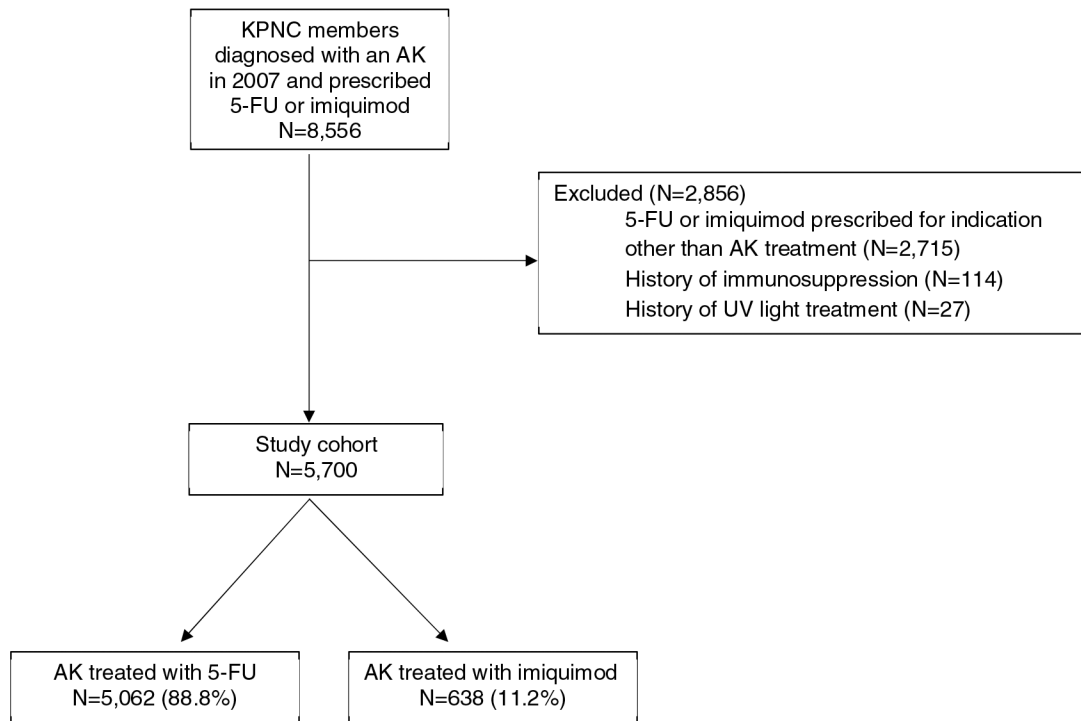 KPNC members
diagnosed with an AK
in 2007 and prescribed
5-FU or imiquimod
N=8,556
Excluded (N=2,856)
5-FU or imiquimod prescribed for indication
other than AK treatment (N=2,715)
History of immunosuppression (N=114)
History of UV light treatment (N=27)
Study cohort
N=5,700
AK treated with 5-FU
N=5,062 (88.8%)
AK treated with imiquimod
N=638 (11.2%)